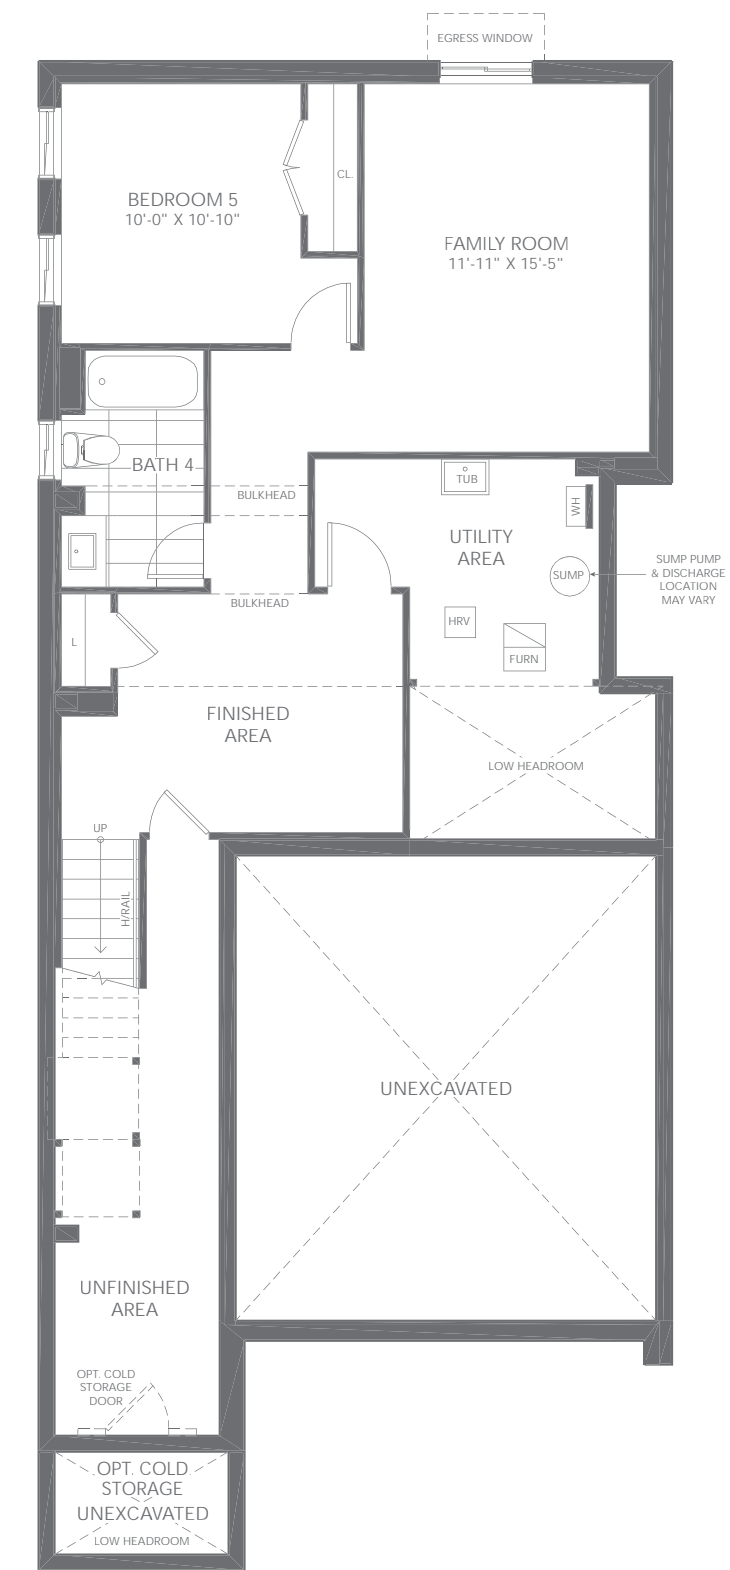 EGRESS WINDOW
CL.
BEDROOM 5
10'-0" X 10'-10"
FAMILY ROOM
11'-11" X 15'-5"
BATH 4
BULKHEAD
TUB
WH
UTILITY
AREA
SUMP
SUMP PUMP
& DISCHARGE
LOCATION
MAY VARY
BULKHEAD
HRV
FURN
L
FINISHED
AREA
LOW HEADROOM
UP
H/RAIL
UNEXCAVATED
UNFINISHED
AREA
OPT. COLD
STORAGE
DOOR
OPT. COLD
STORAGE
UNEXCAVATED
LOW HEADROOM